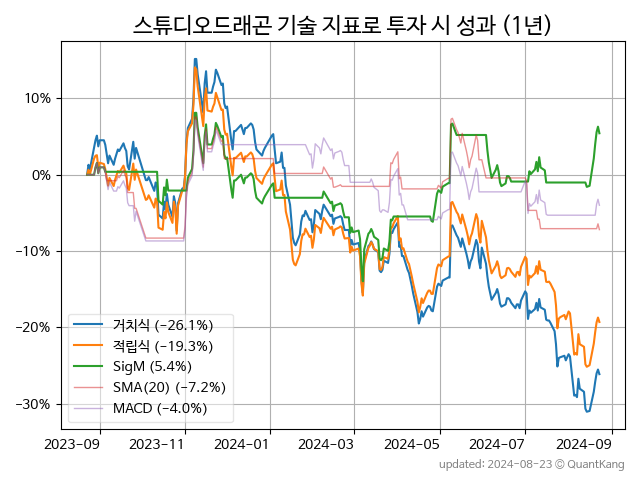 스튜디오드래곤 기술 지표로 투자 시 성과 (1년)
10%
0%
−10%
−20%
−30%
거치식 (−26.1%)
적립식 (−19.3%)
SigM (5.4%)
SMA(20) (−7.2%)
MACD (−4.0%)
2023-09 2023-11 2024-01 2024-03 2024-05 2024-07 2024-09
updated: 2024-08-23 ⓒ QuantKang